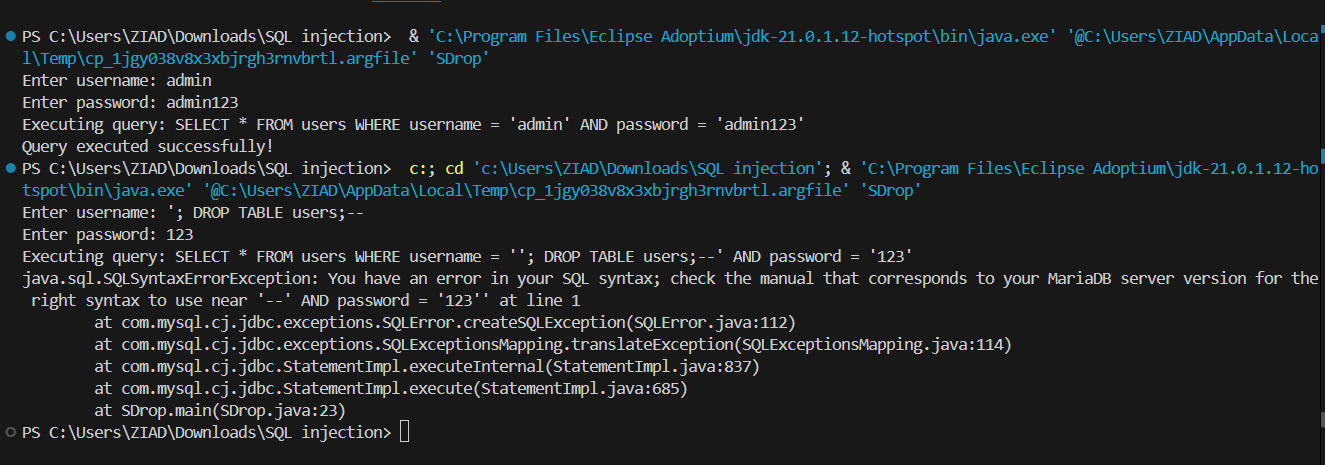 PS C:\Users\ZIAD\Downloads\SQL injection>  & 'C:\Program Files\Eclipse Adoptium\jdk-21.0.1.12-hotspot\bin\java.exe' '@C:\Users\ZIAD\AppData\Loca
l\Temp\cp_1jgy038v8x3xbjrgh3rnvbrtl.argfile' 'SDrop'
Enter username: admin
Enter password: admin123
Executing query: SELECT * FROM users WHERE username = 'admin' AND password = 'admin123'
Query executed successfully!
PS C:\Users\ZIAD\Downloads\SQL injection>  c:; cd 'c:\Users\ZIAD\Downloads\SQL injection'; & 'C:\Program Files\Eclipse Adoptium\jdk-21.0.1.12-ho
tspot\bin\java.exe' '@C:\Users\ZIAD\AppData\Local\Temp\cp_1jgy038v8x3xbjrgh3rnvbrtl.argfile' 'SDrop'
Enter username: '; DROP TABLE users;--
Enter password: 123
Executing query: SELECT * FROM users WHERE username = ''; DROP TABLE users;--' AND password = '123'
java.sql.SQLSyntaxErrorException: You have an error in your SQL syntax; check the manual that corresponds to your MariaDB server version for the
 right syntax to use near '--' AND password = '123'' at line 1
        at com.mysql.cj.jdbc.exceptions.SQLError.createSQLException(SQLError.java:112)
        at com.mysql.cj.jdbc.exceptions.SQLExceptionsMapping.translateException(SQLExceptionsMapping.java:114)
        at com.mysql.cj.jdbc.StatementImpl.executeInternal(StatementImpl.java:837)
        at com.mysql.cj.jdbc.StatementImpl.execute(StatementImpl.java:685)
        at SDrop.main(SDrop.java:23)
PS C:\Users\ZIAD\Downloads\SQL injection>